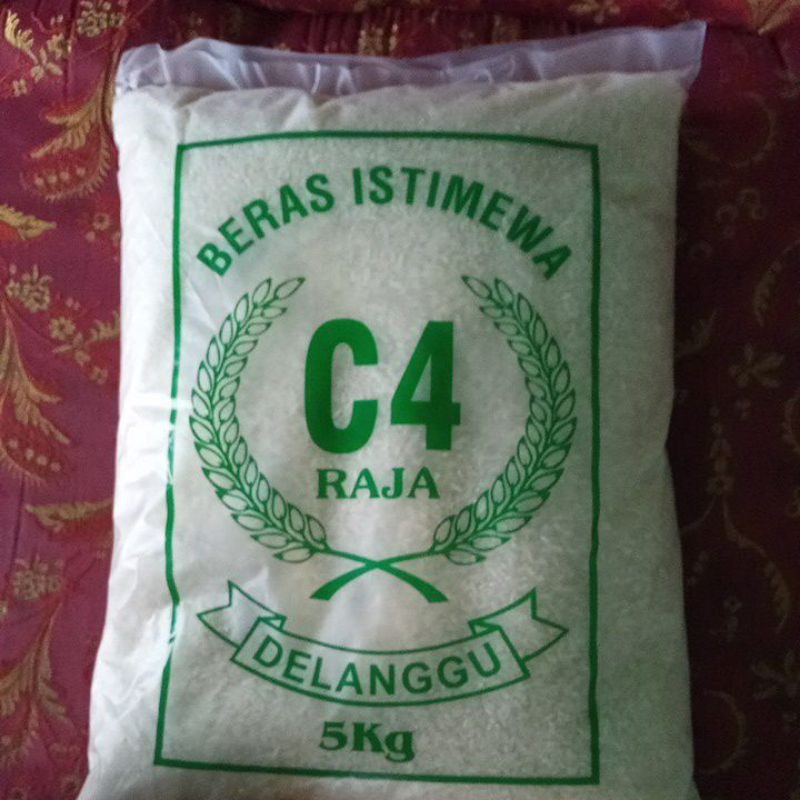 BERAS ISTIMEWA
C4
RAJA
DELANGGU
5Kg